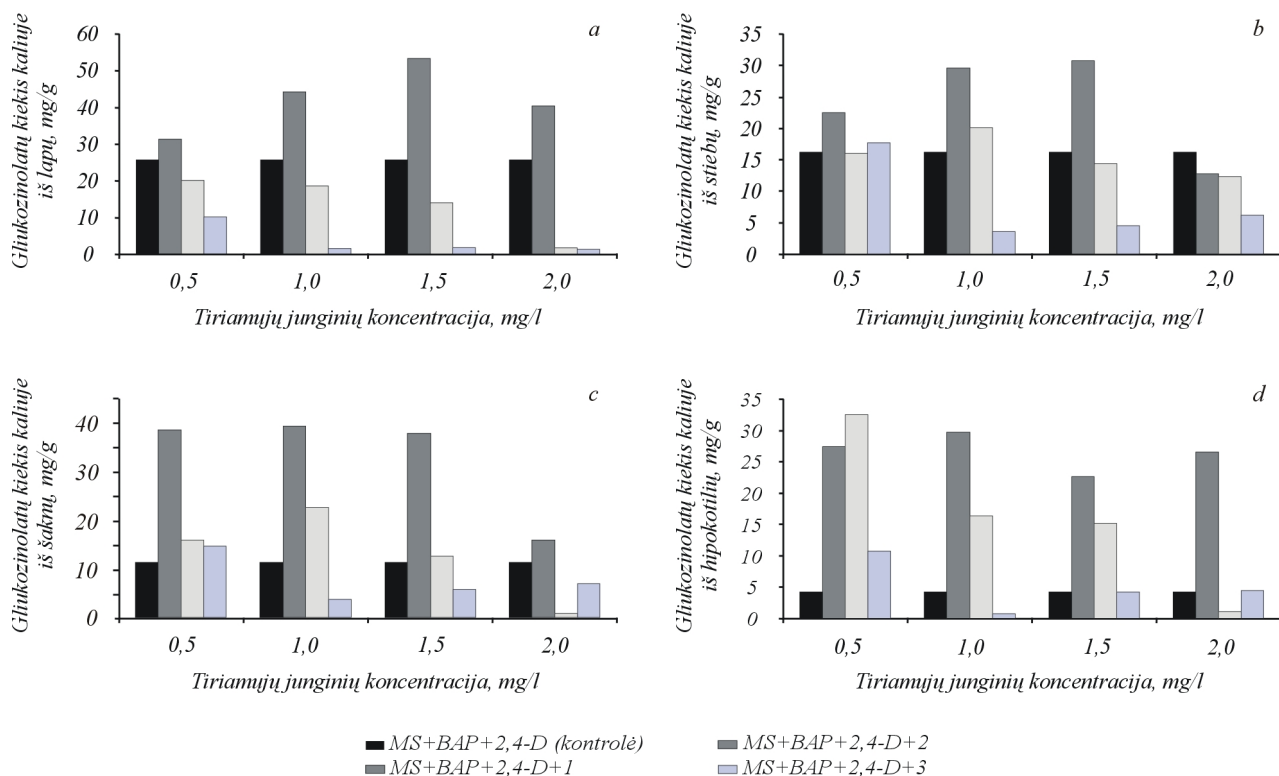 a
Gliukozinolatų kiekis kaliuje
iš lapų, mg/g
60
50
40
30
20
10
0
0,5 1,0 1,5 2,0
Tiriamųjų junginių koncentracija, mg/l
b
Gliukozinolatų kiekis kaliuje
iš stiebų, mg/g
35
30
25
20
15
10
5
0
0,5 1,0 1,5 2,0
Tiriamųjų junginių koncentracija, mg/l
c
Gliukozinolatų kiekis kaliuje
iš šaknų, mg/g
40
30
20
10
0
0,5 1,0 1,5 2,0
Tiriamųjų junginių koncentracija, mg/l
d
Gliukozinolatų kiekis kaliuje
iš hipokotilių, mg/g
35
30
25
20
15
10
5
0
0,5 1,0 1,5 2,0
Tiriamųjų junginių koncentracija, mg/l
MS+BAP+2,4-D (kontrolė)
MS+BAP+2,4-D+1
MS+BAP+2,4-D+2
MS+BAP+2,4-D+3